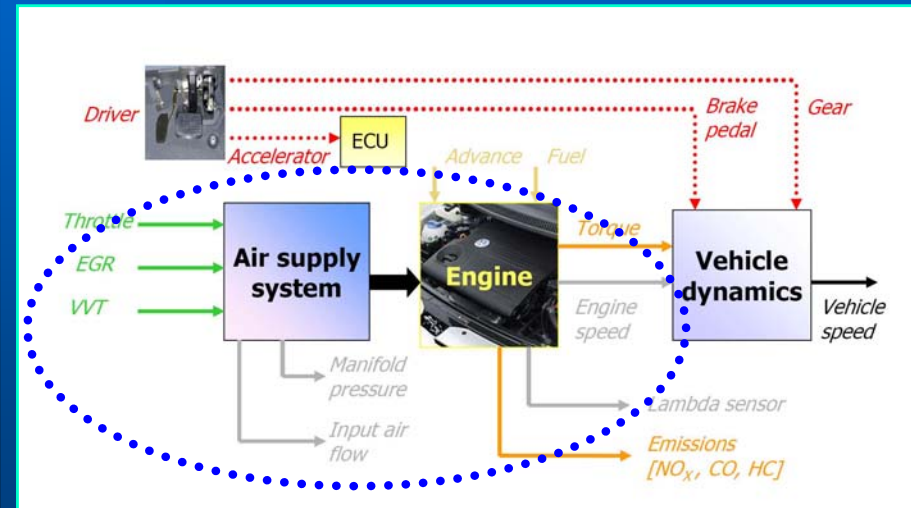 Driver
Accelerator
ECU
Brake
pedal
Gear
Advance
Fuel
Throttle
EGR
VVT
Air supply
system
Engine
Torque
Engine
speed
Vehicle
dynamics
Vehicle
speed
Manifold
pressure
Input air
flow
Lambda sensor
Emissions
[NOX, CO, HC]